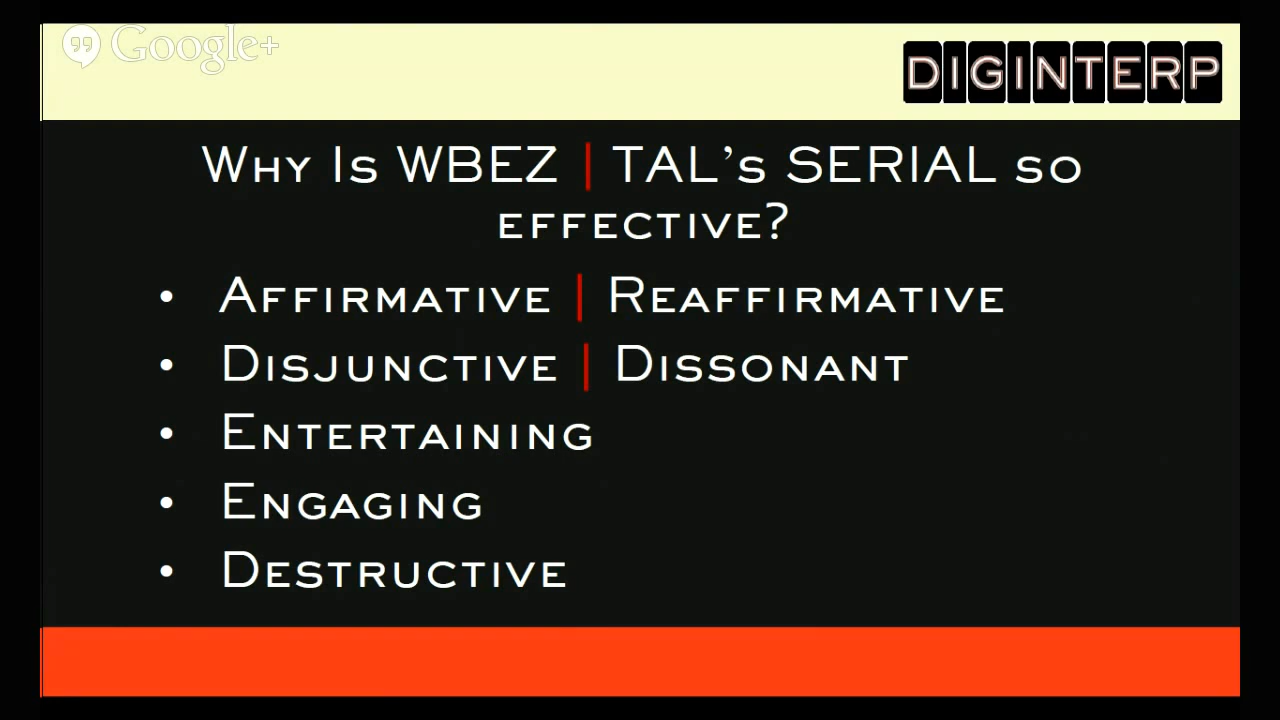 Google+
DIGINTERP
Why Is WBEZ | TAL's SERIAL so
effective?
• Affirmative | Reaffirmative
• Disjunctive | Dissonant
• Entertaining
• Engaging
• Destructive